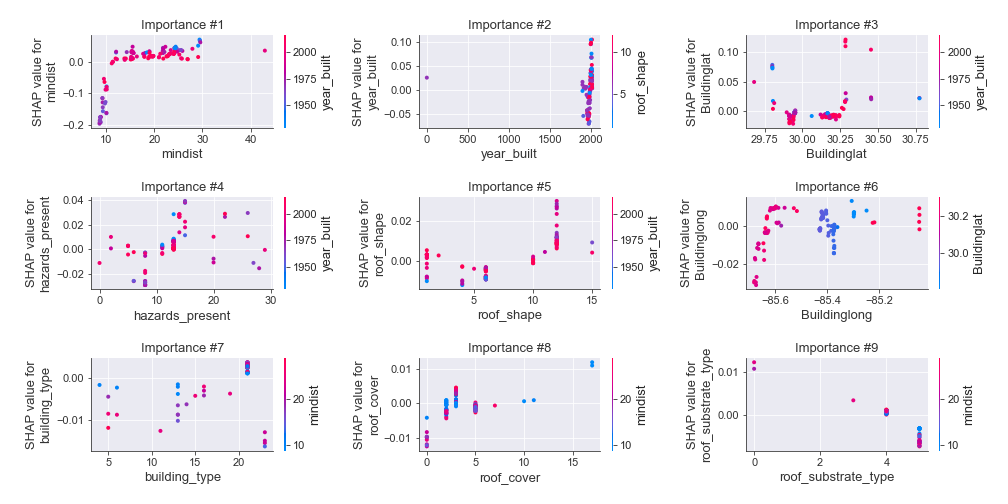 Importance #1
SHAP value for
mindist
0.0
−0.1
−0.2
10
20
30
40
mindist
2000
1975
1950
year_built
Importance #2
SHAP value for
year_built
0.10
0.05
0.00
−0.05
0
500
1000
1500
2000
year_built
10
5
roof_shape
Importance #3
SHAP value for
Buildinglat
0.10
0.05
0.00
29.75
30.00
30.25
30.50
30.75
Buildinglat
2000
1975
1950
year_built
Importance #4
SHAP value for
hazards_present
0.04
0.02
0.00
−0.02
0
10
20
30
hazards_present
2000
1975
1950
year_built
Importance #5
SHAP value for
roof_shape
0.02
0.00
5
10
15
roof_shape
2000
1975
1950
year_built
Importance #6
SHAP value for
Buildinglong
0.00
−0.02
−85.6
−85.4
−85.2
Buildinglong
30.2
30.0
Buildinglat
Importance #7
SHAP value for
building_type
0.00
−0.01
5
10
15
20
building_type
20
10
mindist
Importance #8
SHAP value for
roof_cover
0.01
0.00
−0.01
0
5
10
15
roof_cover
20
10
mindist
Importance #9
SHAP value for
roof_substrate_type
0.01
0.00
0
2
4
roof_substrate_type
20
10
mindist